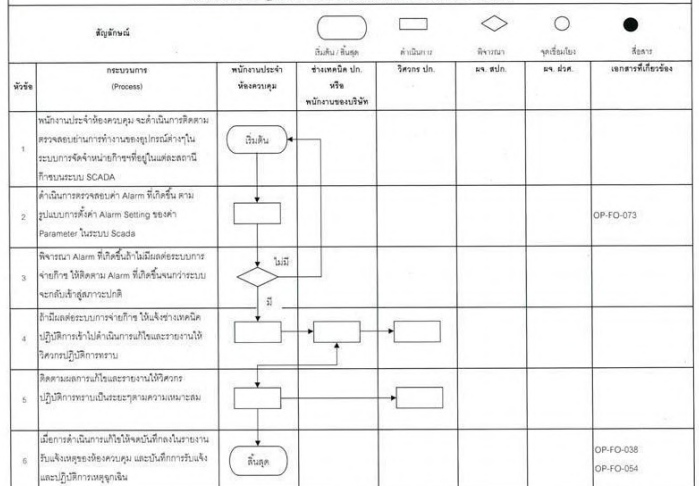 สัญลักษณ์
เริ่มต้น / สิ้นสุด
ดำเนินการ
พิจารณา
จุดเชื่อมโยง
สื่อสาร
หัวข้อ
กระบวนการ
(Process)
พนักงานประจำ
ห้องควบคุม
ช่างเทคนิค ปก.
หรือ
พนักงานของบริษัท
วิศวกร ปก.
ผจ. สปก.
ผจ. ฝวศ.
เอกสารที่เกี่ยวข้อง
1
พนักงานประจำห้องควบคุม จะดำเนินการติดตาม
ตรวจสอบอ่านการทำงานของอุปกรณ์ต่างๆใน
ระบบการจัดจำหน่ายก๊าซฯที่อยู่ในแต่ละสถานี
ก๊าซบนระบบ SCADA
เริ่มต้น
2
ดำเนินการตรวจสอบค่า Alarm ที่เกิดขึ้น ตาม
รูปแบบการตั้งค่า Alarm Setting ของค่า
Parameter ในระบบ Scada
OP-FO-073
3
พิจารณา Alarm ที่เกิดขึ้นถ้าไม่มีผลต่อระบบการ
จ่ายก๊าซ ให้ติดตาม Alarm ที่เกิดขึ้นจนกว่าระบบ
จะกลับเข้าสู่สภาวะปกติ
ไม่มี
มี
4
ถ้ามีผลต่อระบบการจ่ายก๊าซ ให้แจ้งช่างเทคนิค
ปฏิบัติการเข้าไปดำเนินการแก้ไขและรายงานให้
วิศวกรปฏิบัติการทราบ
5
ติดตามผลการแก้ไขและรายงานให้วิศวกร
ปฏิบัติการทราบเป็นระยะๆตามความเหมาะสม
6
เมื่อการดำเนินการแก้ไขให้จดบันทึกลงในรายงาน
รับแจ้งเหตุของห้องควบคุม และบันทึกการรับแจ้ง
และปฏิบัติการเหตุฉุกเฉิน
สิ้นสุด
OP-FO-038
OP-FO-054